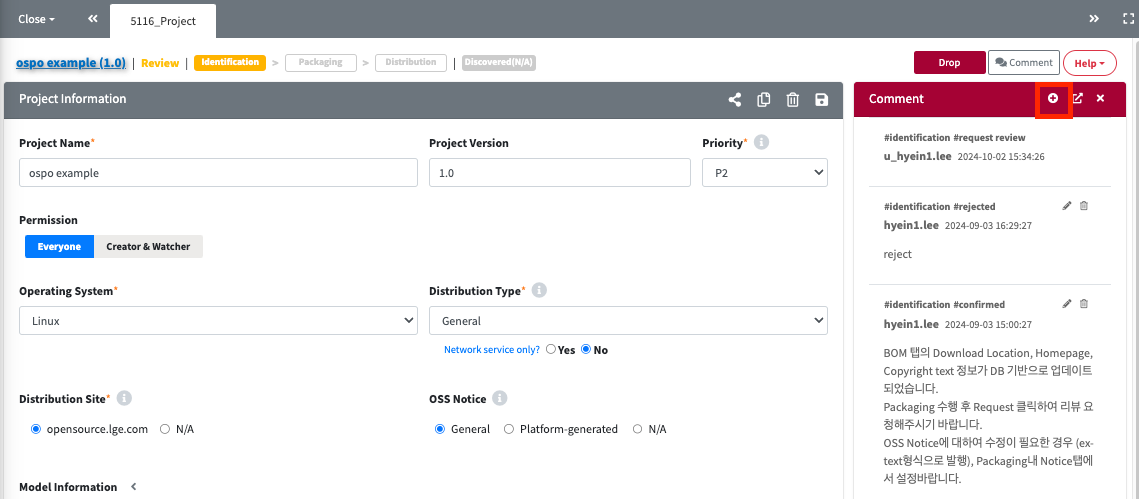 Close
5116_Project
ospo example (1.0) | Review | Identification > Packaging > Distribution | Discovered(N/A)
Drop
Comment
Help
Project Information
Project Name*
Project Version
Priority*
ospo example
1.0
P2
Permission
Everyone
Creator & Watcher
Operating System*
Distribution Type*
Linux
General
Network service only? Yes No
Distribution Site*
OSS Notice
opensource.lge.com
N/A
General
Platform-generated
N/A
Model Information
Comment
#identification #request review
u_hyein1.lee 2024-10-02 15:34:26
#identification #rejected
hyein1.lee 2024-09-03 16:29:27
reject
#identification #confirmed
hyein1.lee 2024-09-03 15:00:27
BOM 탭의 Download Location, Homepage,
Copyright text 정보가 DB 기반으로 업데이트
되었습니다.
Packaging 수행 후 Request 클릭하여 리뷰 요
청해주시기 바랍니다.
OSS Notice에 대하여 수정이 필요한 경우 (ex-
text형식으로 발행), Packaging내 Notice탭에
서 설정바랍니다.